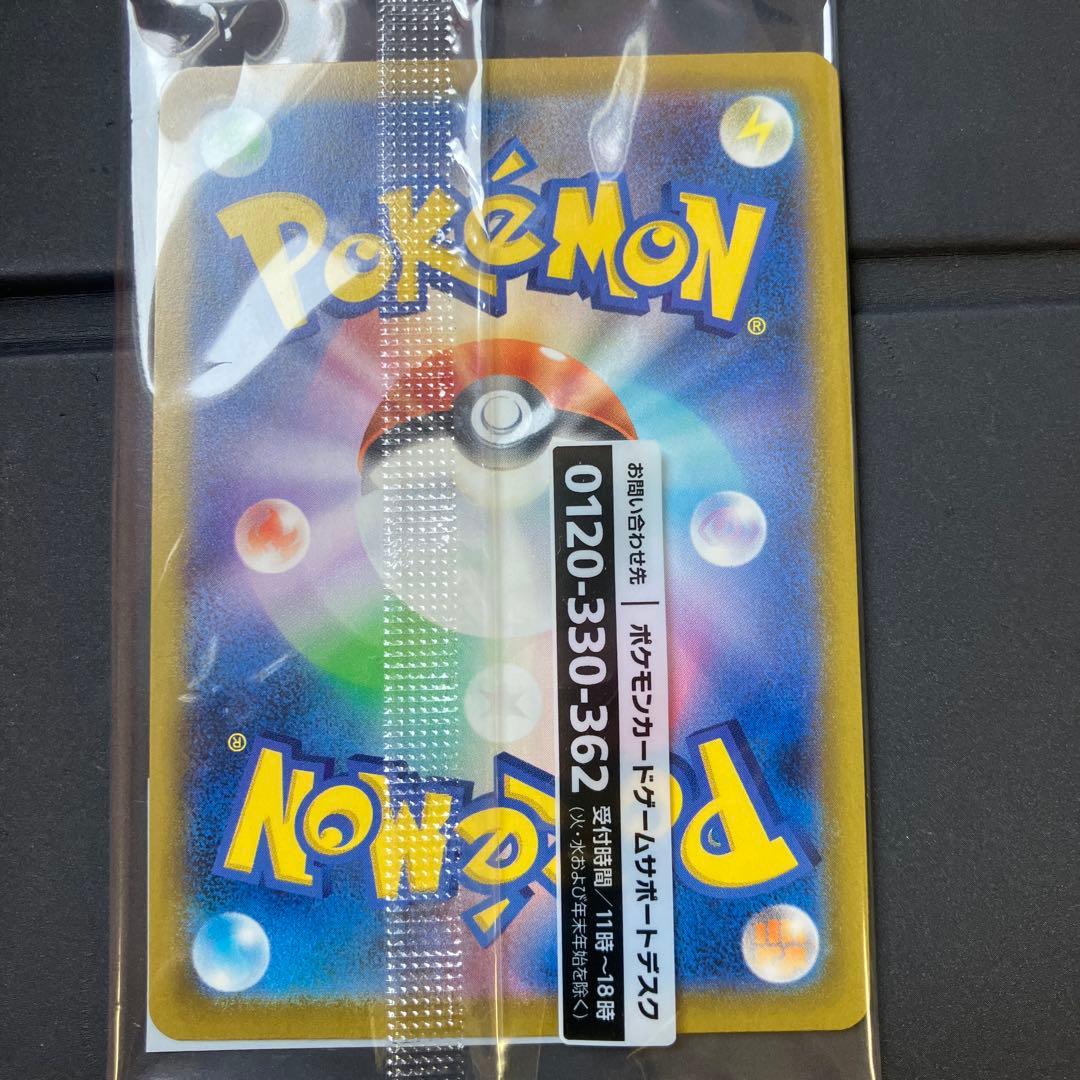 POKéMON
®
お問い合わせ先 | ポケモンカードゲームサポートデスク
0120-330-362 受付時間/11時~18時
(火・水および年末年始を除く)
POKéMON
®